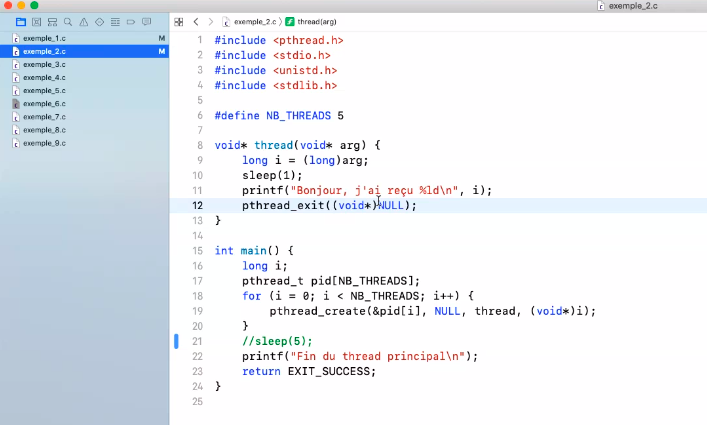 exemple_2.c
exemple_2.c
thread(arg)
exemple_1.c M
exemple_2.c M
exemple_3.c
exemple_4.c
exemple_5.c
exemple_6.c
exemple_7.c
exemple_8.c
exemple_9.c
1 #include <pthread.h>
2 #include <stdio.h>
3 #include <unistd.h>
4 #include <stdlib.h>
5
6 #define NB_THREADS 5
7
8 void* thread(void* arg) {
9 long i = (long)arg;
10 sleep(1);
11 printf("Bonjour, j'ai reçu %ld\n", i);
12 pthread_exit((void*)NULL);
13 }
14
15 int main() {
16 long i;
17 pthread_t pid[NB_THREADS];
18 for (i = 0; i < NB_THREADS; i++) {
19 pthread_create(&pid[i], NULL, thread, (void*)i);
20 }
21 //sleep(5);
22 printf("Fin du thread principal\n");
23 return EXIT_SUCCESS;
24 }
25